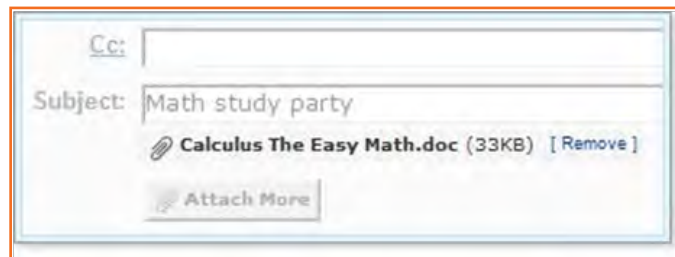 Cc:
Subject: Math study party
Calculus The Easy Math.doc (33KB) [ Remove ]
Attach More